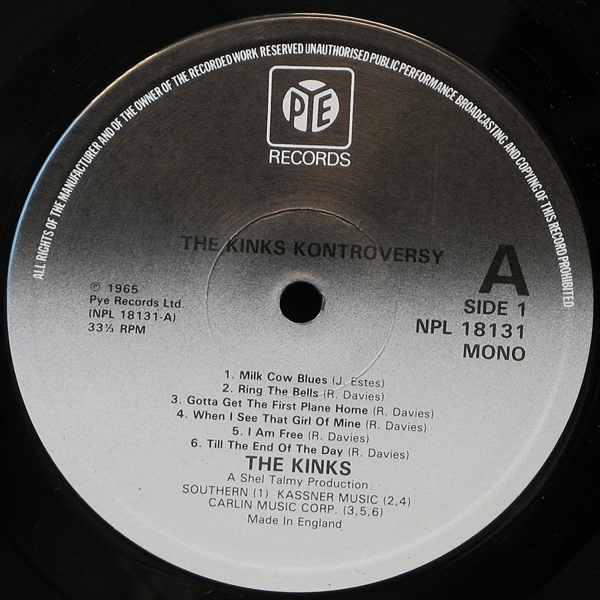 ALL RIGHTS OF THE MANUFACTURER AND OF THE OWNER OF THE RECORDED WORK RESERVED UNAUTHORISED PUBLIC PERFORMANCE BROADCASTING AND COPYING OF THIS RECORD PROHIBITED
PYE
RECORDS
THE KINKS KONTROVERSY
℗ 1965
Pye Records Ltd.
(NPL 18131-A)
33⅓ RPM
A
SIDE 1
NPL 18131
MONO
1. Milk Cow Blues (J. Estes)
2. Ring The Bells (R. Davies)
3. Gotta Get The First Plane Home (R. Davies)
4. When I See That Girl Of Mine (R. Davies)
5. I Am Free (R. Davies)
6. Till The End Of The Day (R. Davies)
THE KINKS
A Shel Talmy Production
SOUTHERN (1) KASSNER MUSIC (2,4)
CARLIN MUSIC CORP. (3,5,6)
Made In England